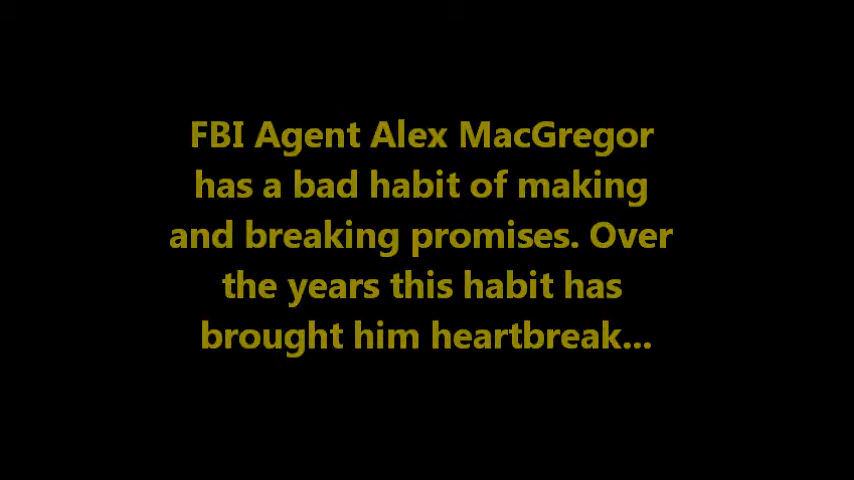 FBI Agent Alex MacGregor
has a bad habit of making
and breaking promises. Over
the years this habit has
brought him heartbreak...